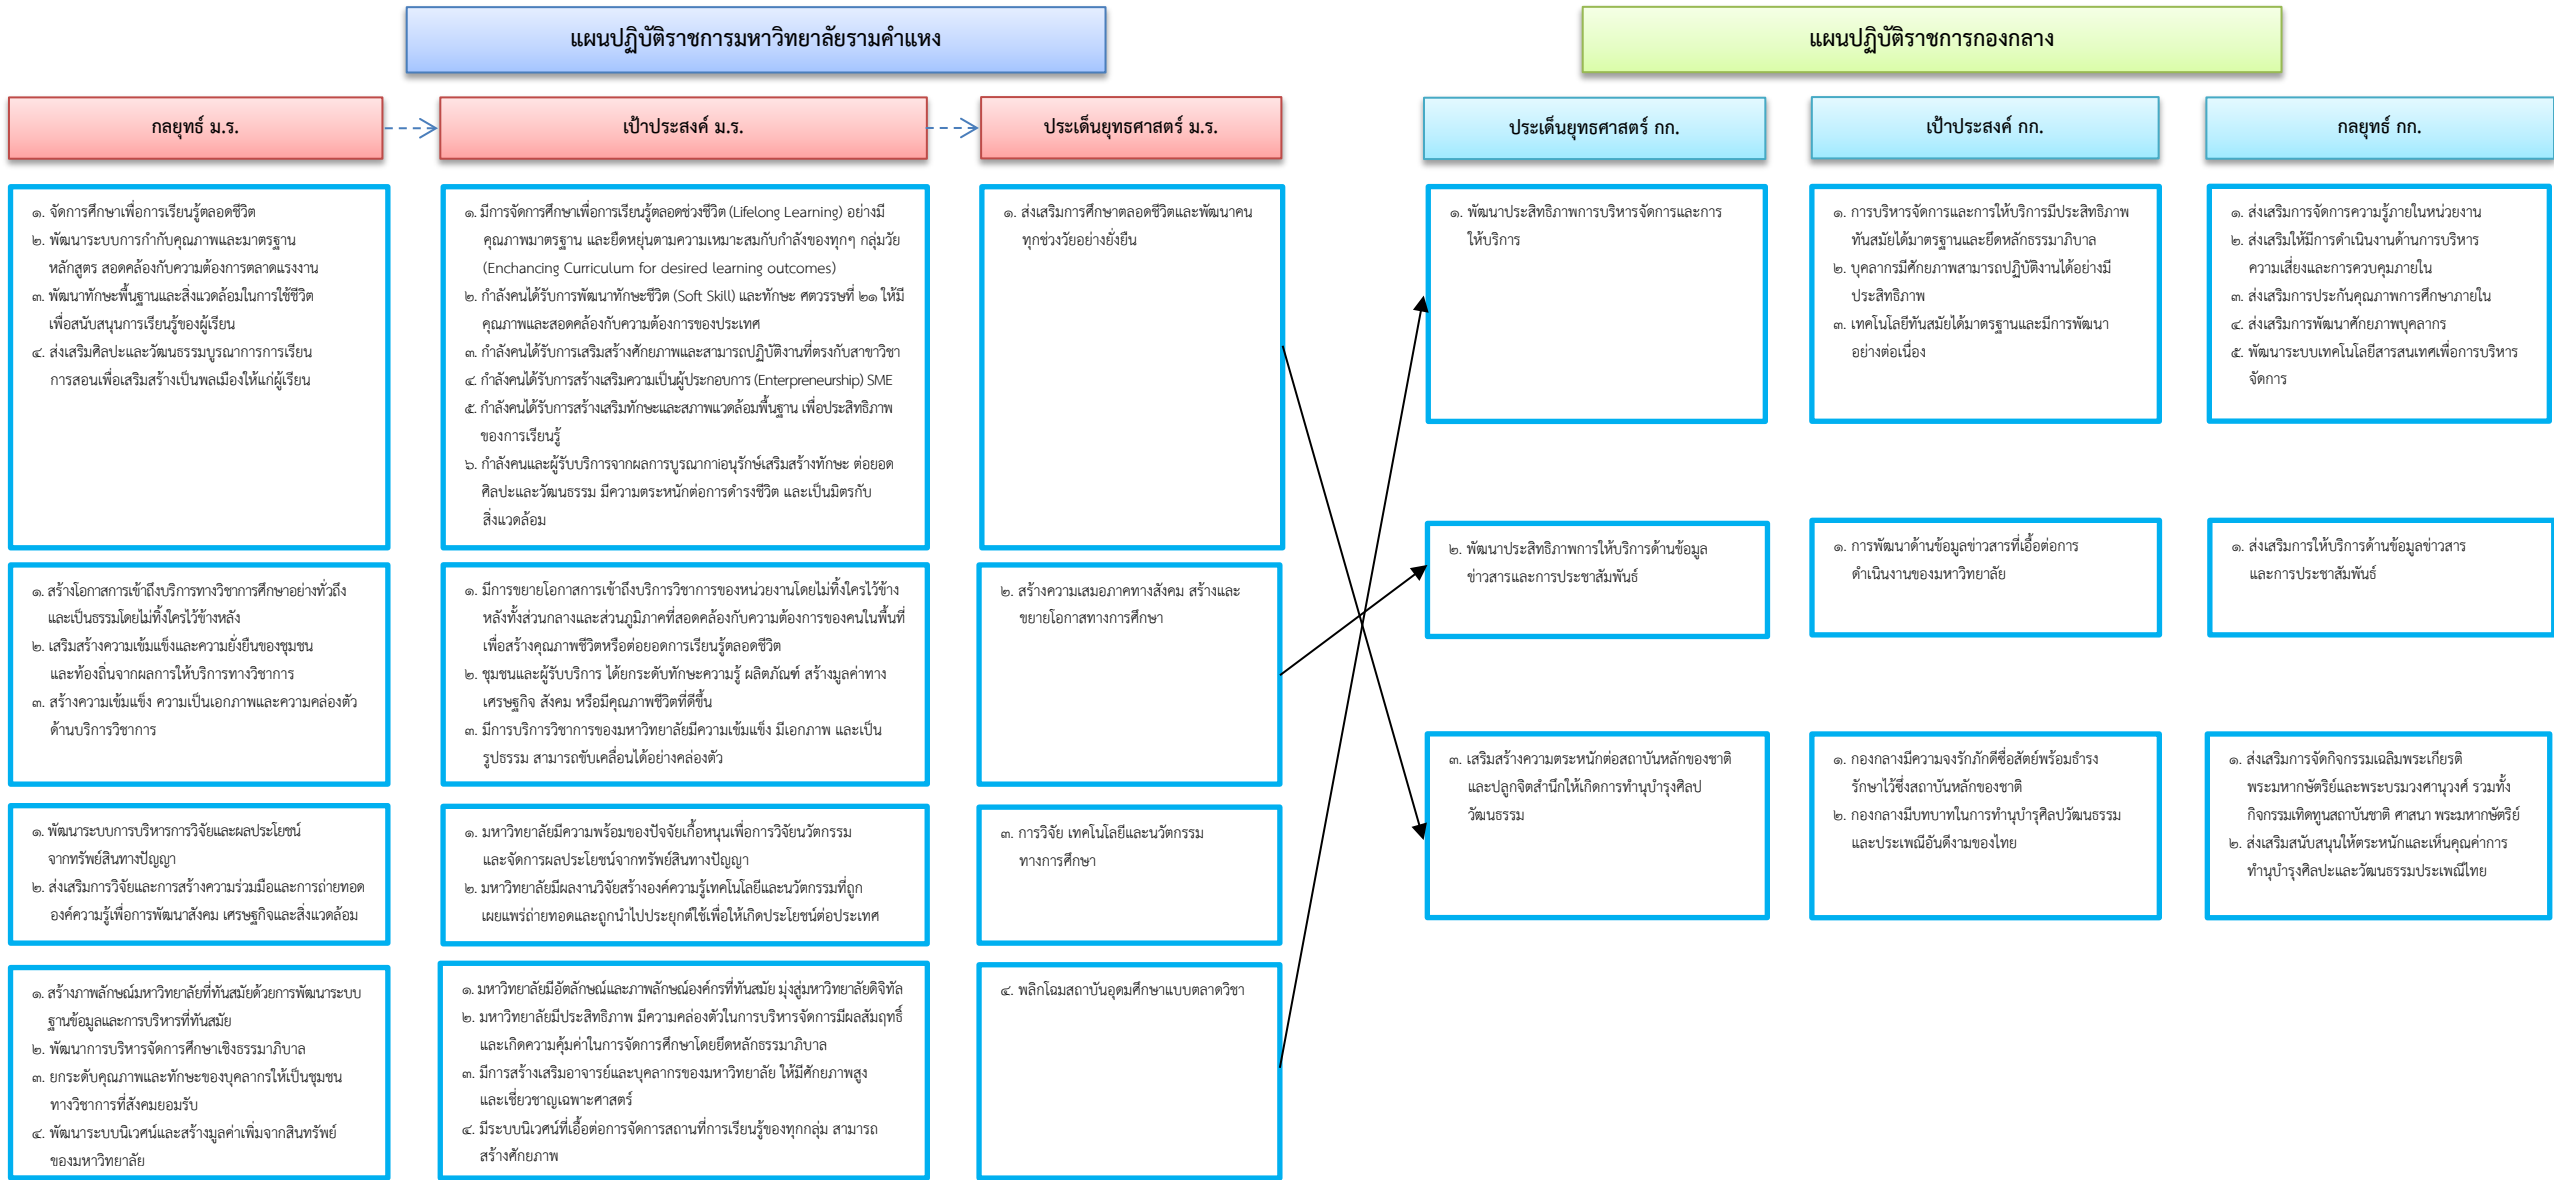 แผนปฏิบัติราชการมหาวิทยาลัยรามคำแหง
แผนปฏิบัติราชการกองกลาง
กลยุทธ์ ม.ร.
เป้าประสงค์ ม.ร.
ประเด็นยุทธศาสตร์ ม.ร.
ประเด็นยุทธศาสตร์ กก.
เป้าประสงค์ กก.
กลยุทธ์ กก.
๑. จัดการศึกษาเพื่อการเรียนรู้ตลอดชีวิต
๒. พัฒนาระบบการกำกับคุณภาพและมาตรฐาน
หลักสูตร สอดคล้องกับความต้องการตลาดแรงงาน
๓. พัฒนาทักษะพื้นฐานและสิ่งแวดล้อมในการใช้ชีวิต
เพื่อสนับสนุนการเรียนรู้ของผู้เรียน
๔. ส่งเสริมศิลปะและวัฒนธรรมบูรณาการการเรียน
การสอนเพื่อเสริมสร้างเป็นพลเมืองให้แก่ผู้เรียน
๑. มีการจัดการศึกษาเพื่อการเรียนรู้ตลอดช่วงชีวิต (Lifelong Learning) อย่างมี
คุณภาพมาตรฐาน และยืดหยุ่นตามความเหมาะสมกับกำลังของทุกๆ กลุ่มวัย
(Enchancing Curriculum for desired learning outcomes)
๒. กำลังคนได้รับการพัฒนาทักษะชีวิต (Soft Skill) และทักษะ ศตวรรษที่ ๒๑ ให้มี
คุณภาพและสอดคล้องกับความต้องการของประเทศ
๓. กำลังคนได้รับการเสริมสร้างศักยภาพและสามารถปฏิบัติงานที่ตรงกับสาขาวิชา
๔. กำลังคนได้รับการสร้างเสริมความเป็นผู้ประกอบการ (Enterpreneurship) SME
๕. กำลังคนได้รับการสร้างเสริมทักษะและสภาพแวดล้อมพื้นฐาน เพื่อประสิทธิภาพ
ของการเรียนรู้
๖. กำลังคนและผู้รับบริการจากผลการบูรณาการอนุรักษ์เสริมสร้างทักษะ ต่อยอด
ศิลปะและวัฒนธรรม มีความตระหนักต่อการดำรงชีวิต และเป็นมิตรกับ
สิ่งแวดล้อม
๑. ส่งเสริมการศึกษาตลอดชีวิตและพัฒนาคน
ทุกช่วงวัยอย่างยั่งยืน
๑. พัฒนาประสิทธิภาพการบริหารจัดการและการ
ให้บริการ
๑. การบริหารจัดการและการให้บริการมีประสิทธิภาพ
ทันสมัยได้มาตรฐานและยึดหลักธรรมาภิบาล
๒. บุคลากรมีศักยภาพสามารถปฏิบัติงานได้อย่างมี
ประสิทธิภาพ
๓. เทคโนโลยีทันสมัยได้มาตรฐานและมีการพัฒนา
อย่างต่อเนื่อง
๑. ส่งเสริมการจัดการความรู้ภายในหน่วยงาน
๒. ส่งเสริมให้มีการดำเนินงานด้านการบริหาร
ความเสี่ยงและการควบคุมภายใน
๓. ส่งเสริมการประกันคุณภาพการศึกษาภายใน
๔. ส่งเสริมการพัฒนาศักยภาพบุคลากร
๕. พัฒนาระบบเทคโนโลยีสารสนเทศเพื่อการบริหาร
จัดการ
๑. สร้างโอกาสการเข้าถึงบริการทางวิชาการศึกษาอย่างทั่วถึง
และเป็นธรรมโดยไม่ทิ้งใครไว้ข้างหลัง
๒. เสริมสร้างความเข้มแข็งและความยั่งยืนของชุมชน
และท้องถิ่นจากผลการให้บริการทางวิชาการ
๓. สร้างความเข้มแข็ง ความเป็นเอกภาพและความคล่องตัว
ด้านบริการวิชาการ
๑. มีการขยายโอกาสการเข้าถึงบริการวิชาการของหน่วยงานโดยไม่ทิ้งใครไว้ข้าง
หลังทั้งส่วนกลางและส่วนภูมิภาคที่สอดคล้องกับความต้องการของคนในพื้นที่
เพื่อสร้างคุณภาพชีวิตหรือต่อยอดการเรียนรู้ตลอดชีวิต
๒. ชุมชนและผู้รับบริการ ได้ยกระดับทักษะความรู้ ผลิตภัณฑ์ สร้างมูลค่าทาง
เศรษฐกิจ สังคม หรือมีคุณภาพชีวิตที่ดีขึ้น
๓. มีการบริการวิชาการของมหาวิทยาลัยมีความเข้มแข็ง มีเอกภาพ และเป็น
รูปธรรม สามารถขับเคลื่อนได้อย่างคล่องตัว
๒. สร้างความเสมอภาคทางสังคม สร้างและ
ขยายโอกาสทางการศึกษา
๒. พัฒนาประสิทธิภาพการให้บริการด้านข้อมูล
ข่าวสารและการประชาสัมพันธ์
๑. การพัฒนาด้านข้อมูลข่าวสารที่เอื้อต่อการ
ดำเนินงานของมหาวิทยาลัย
๑. ส่งเสริมการให้บริการด้านข้อมูลข่าวสาร
และการประชาสัมพันธ์
๓. เสริมสร้างความตระหนักต่อสถาบันหลักของชาติ
และปลูกจิตสำนึกให้เกิดการทำนุบำรุงศิลป
วัฒนธรรม
๑. กองกลางมีความจงรักภักดีซื่อสัตย์พร้อมธำรง
รักษาไว้ซึ่งสถาบันหลักของชาติ
๒. กองกลางมีบทบาทในการทำนุบำรุศิลปวัฒนธรรม
และประเพณีอันดีงามของไทย
๑. ส่งเสริมการจัดกิจกรรมเฉลิมพระเกียรติ
พระมหากษัตริย์และพระบรมวงศานุวงศ์ รวมทั้ง
กิจกรรมเทิดทูนสถาบันชาติ ศาสนา พระมหากษัตริย์
๒. ส่งเสริมสนับสนุนให้ตระหนักและเห็นคุณค่าการ
ทำนุบำรุงศิลปะและวัฒนธรรมประเพณีไทย
๑. พัฒนาระบบการบริหารการวิจัยและผลประโยชน์
จากทรัพย์สินทางปัญญา
๒. ส่งเสริมการวิจัยและการสร้างความร่วมมือและการถ่ายทอด
องค์ความรู้เพื่อการพัฒนาสังคม เศรษฐกิจและสิ่งแวดล้อม
๑. มหาวิทยาลัยมีความพร้อมของปัจจัยเกื้อหนุนเพื่อการวิจัยนวัตกรรม
และจัดการผลประโยชน์จากทรัพย์สินทางปัญญา
๒. มหาวิทยาลัยมีผลงานวิจัยสร้างองค์ความรู้เทคโนโลยีและนวัตกรรมที่ถูก
เผยแพร่ถ่ายทอดและถูกนำไปประยุกต์ใช้เพื่อให้เกิดประโยชน์ต่อประเทศ
๓. การวิจัย เทคโนโลยีและนวัตกรรม
ทางการศึกษา
๑. สร้างภาพลักษณ์มหาวิทยาลัยที่ทันสมัยด้วยการพัฒนาระบบ
ฐานข้อมูลและการบริหารที่ทันสมัย
๒. พัฒนาการบริหารจัดการศึกษาเชิงธรรมาภิบาล
๓. ยกระดับคุณภาพและทักษะของบุคลากรให้เป็นชุมชน
ทางวิชาการที่สังคมยอมรับ
๔. พัฒนาระบบนิเวศน์และสร้างมูลค่าเพิ่มจากสินทรัพย์
ของมหาวิทยาลัย
๑. มหาวิทยาลัยมีอัตลักษณ์และภาพลักษณ์องค์กรที่ทันสมัย มุ่งสู่มหาวิทยาลัยดิจิทัล
๒. มหาวิทยาลัยมีประสิทธิภาพ มีความคล่องตัวในการบริหารจัดการมีผลสัมฤทธิ์
และเกิดความคุ้มค่าในการจัดการศึกษาโดยยึดหลักธรรมาภิบาล
๓. มีการสร้างเสริมอาจารย์และบุคลากรของมหาวิทยาลัย ให้มีศักยภาพสูง
และเชี่ยวชาญเฉพาะศาสตร์
๔. มีระบบนิเวศน์ที่เอื้อต่อการจัดการสถานที่การเรียนรู้ของทุกกลุ่ม สามารถ
สร้างศักยภาพ
๔. พลิกโฉมสถาบันอุดมศึกษาแบบตลาดวิชา